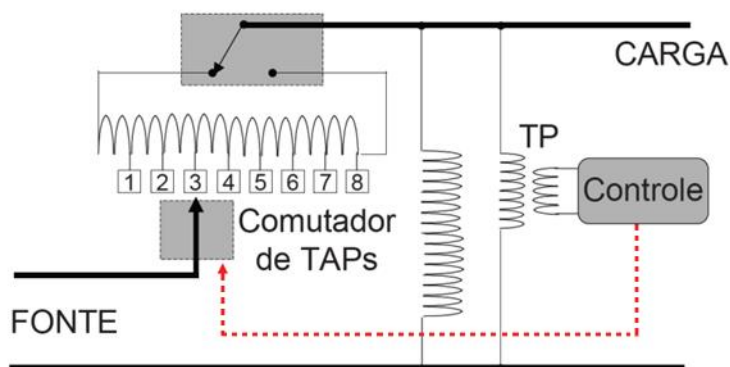 CARGA
TP
1 2 3 4 5 6 7 8
Controle
Comutador
de TAPs
FONTE